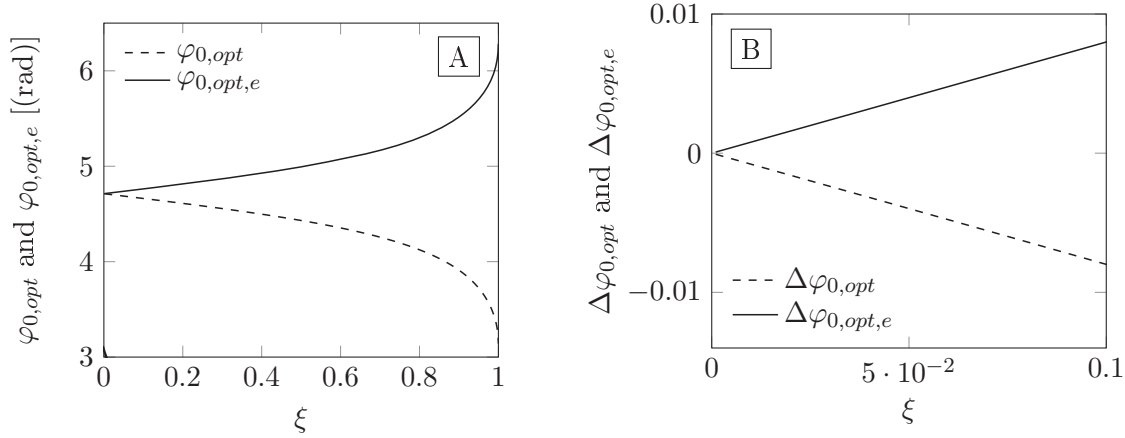 φ0,opt and φ0,opt,e [(rad)]
6
5
4
3
φ0,opt
φ0,opt,e
A
0 0.2 0.4 0.6 0.8 1
ξ
Δφ0,opt and Δφ0,opt,e
0.01
0
−0.01
B
Δφ0,opt
Δφ0,opt,e
0 5 · 10−2 0.1
ξ